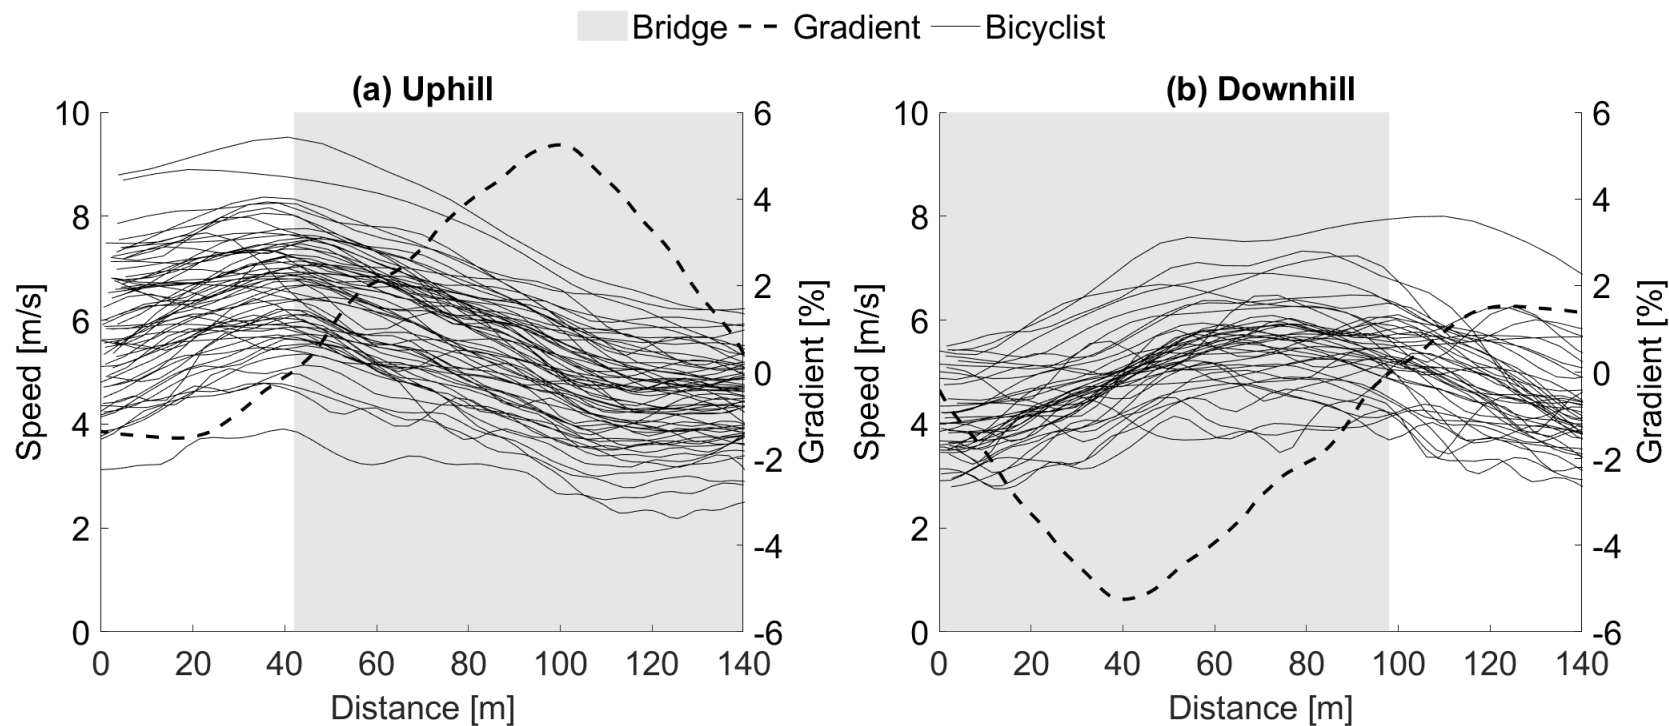 Bridge Gradient Bicyclist
(a) Uphill
10
8
6
4
2
0
Speed [m/s]
6
4
2
0
-2
-4
-6
Gradient [%]
0 20 40 60 80 100 120 140
Distance [m]
(b) Downhill
10
8
6
4
2
0
Speed [m/s]
6
4
2
0
-2
-4
-6
Gradient [%]
0 20 40 60 80 100 120 140
Distance [m]